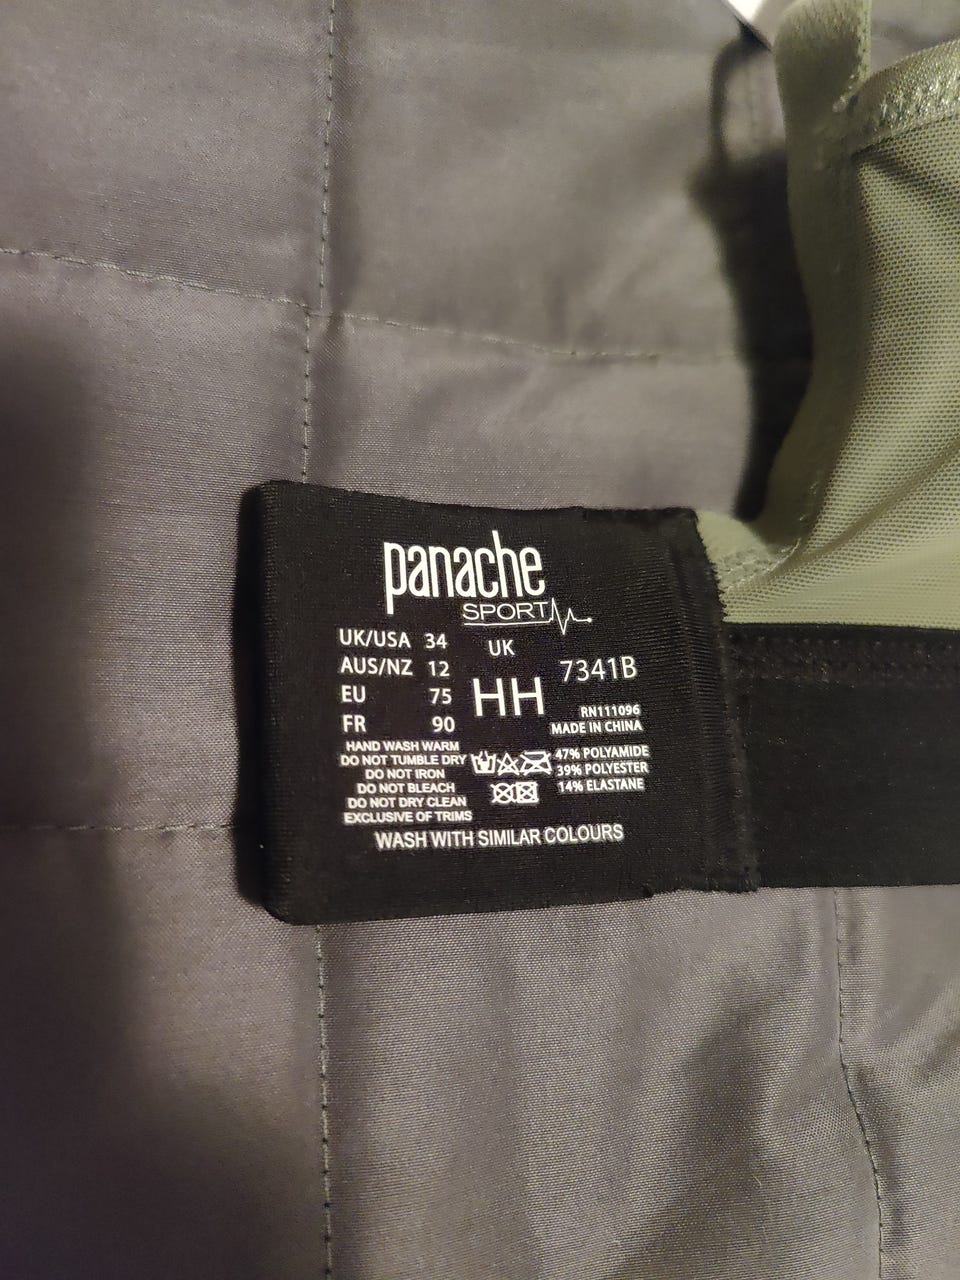 panache
SPORT
UK/USA 34
AUS/NZ 12
EU 75
FR 90
UK
HH
7341B
RN111096
MADE IN CHINA
HAND WASH WARM
DO NOT TUMBLE DRY
DO NOT IRON
DO NOT BLEACH
DO NOT DRY CLEAN
EXCLUSIVE OF TRIMS
47% POLYAMIDE
39% POLYESTER
14% ELASTANE
WASH WITH SIMILAR COLOURS